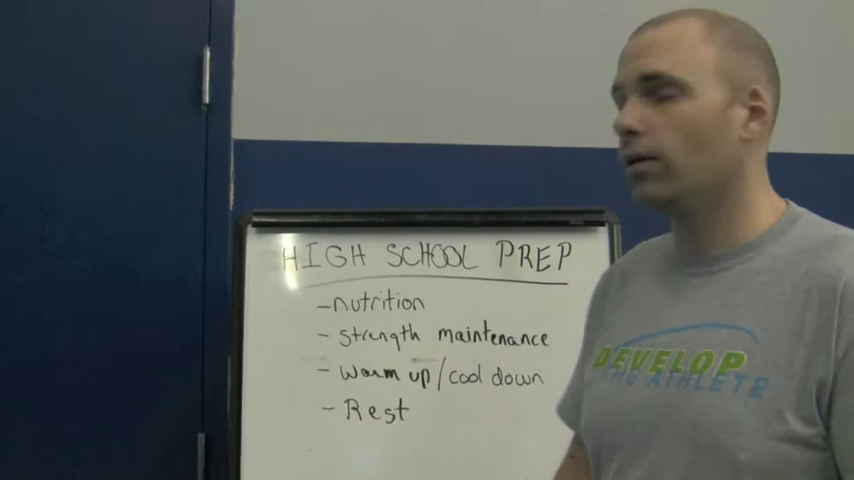 HIGH SCHOOL PREP
- nutrition
- strength maintenance
- warm up/cool down
- Rest
DEVELOP
THE ATHLETE